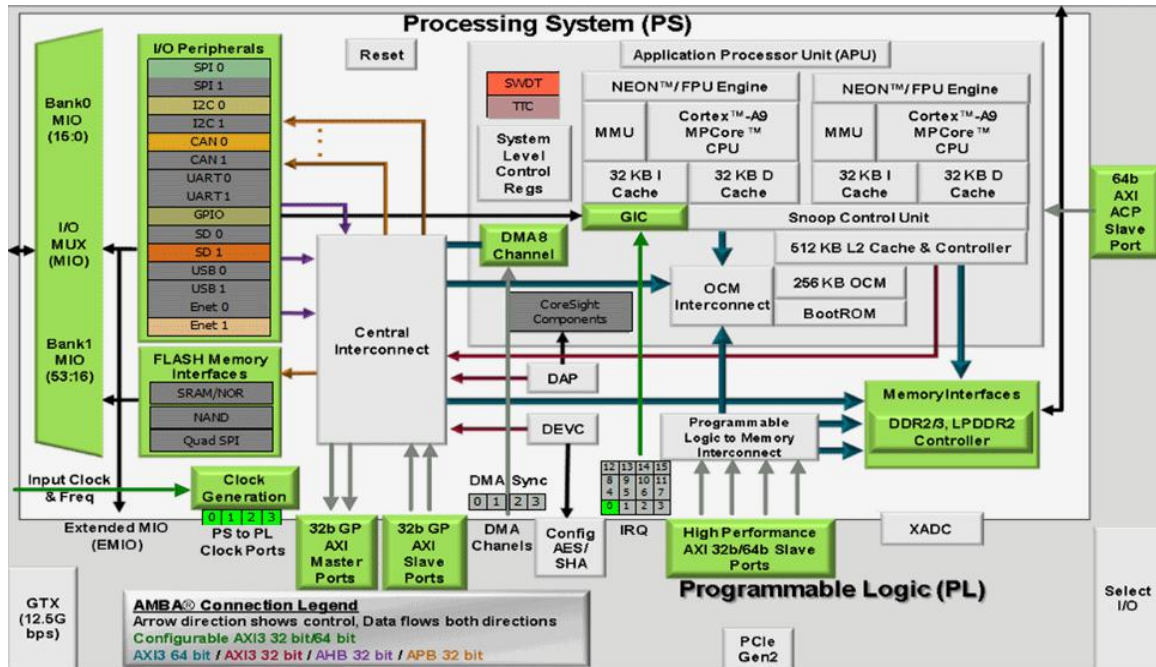 Processing System (PS)
I/O Peripherals
SPI 0
SPI 1
I2C 0
I2C 1
CAN 0
CAN 1
UART 0
UART 1
GPIO
SD 0
SD 1
USB 0
USB 1
Enet 0
Enet 1
Bank0
MIO
(15:0)
I/O
MUX
(MIO)
Bank1
MIO
(53:16)
FLASH Memory
Interfaces
SRAM/NOR
NAND
Quad SPI
Reset
Application Processor Unit (APU)
SWDT
TTC
System
Level
Control
Regs
NEON™/FPU Engine
MMU
Cortex™-A9
MPCore™
CPU
32 KB I
Cache
32 KB D
Cache
NEON™/FPU Engine
MMU
Cortex™-A9
MPCore™
CPU
32 KB I
Cache
32 KB D
Cache
GIC
Snoop Control Unit
DMA8
Channel
512 KB L2 Cache & Controller
OCM
Interconnect
256 KB OCM
BootROM
CoreSight
Components
Central
Interconnect
DAP
DEVC
64b
AXI
ACP
Slave
Port
Programmable
Logic to Memory
Interconnect
Memory Interfaces
DDR2/3, LPDDR2
Controller
Input Clock
& Freq
Clock
Generation
0 1 2 3
PS to PL
Clock Ports
Extended MIO
(EMIO)
32b GP
AXI
Master
Ports
32b GP
AXI
Slave
Ports
DMA Sync
0 1 2 3
DMA
Channels
Config
AES/
SHA
12 13 14 15
8 9 10 11
4 5 6 7
0 1 2 3
IRQ
High Performance
AXI 32b/64b Slave
Ports
XADC
Programmable Logic (PL)
GTX
(12.5G
bps)
AMBA® Connection Legend
Arrow direction shows control, Data flows both directions
Configurable AXI3 32 bit/64 bit
AXI3 64 bit / AXI3 32 bit / AHB 32 bit / APB 32 bit
PCIe
Gen2
Select
I/O